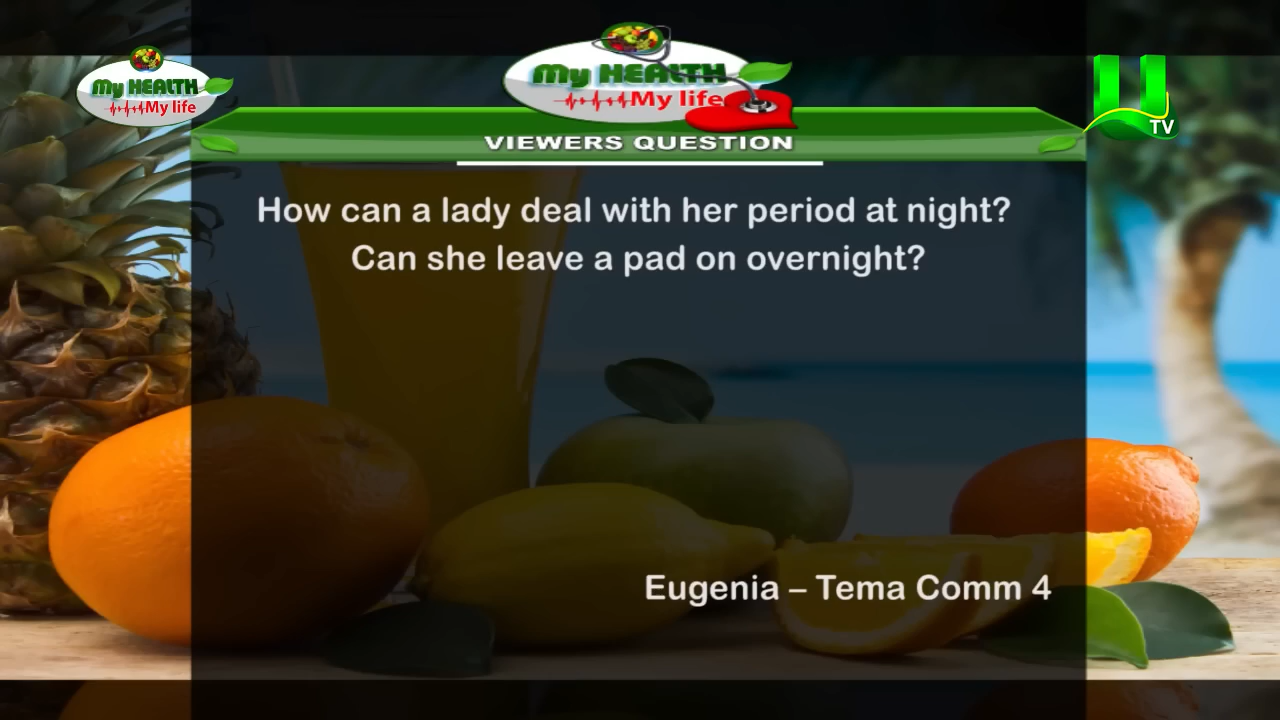 My HEALTH
My life
My HEALTH
My life
TV
VIEWERS QUESTION
How can a lady deal with her period at night?
Can she leave a pad on overnight?
Eugenia – Tema Comm 4